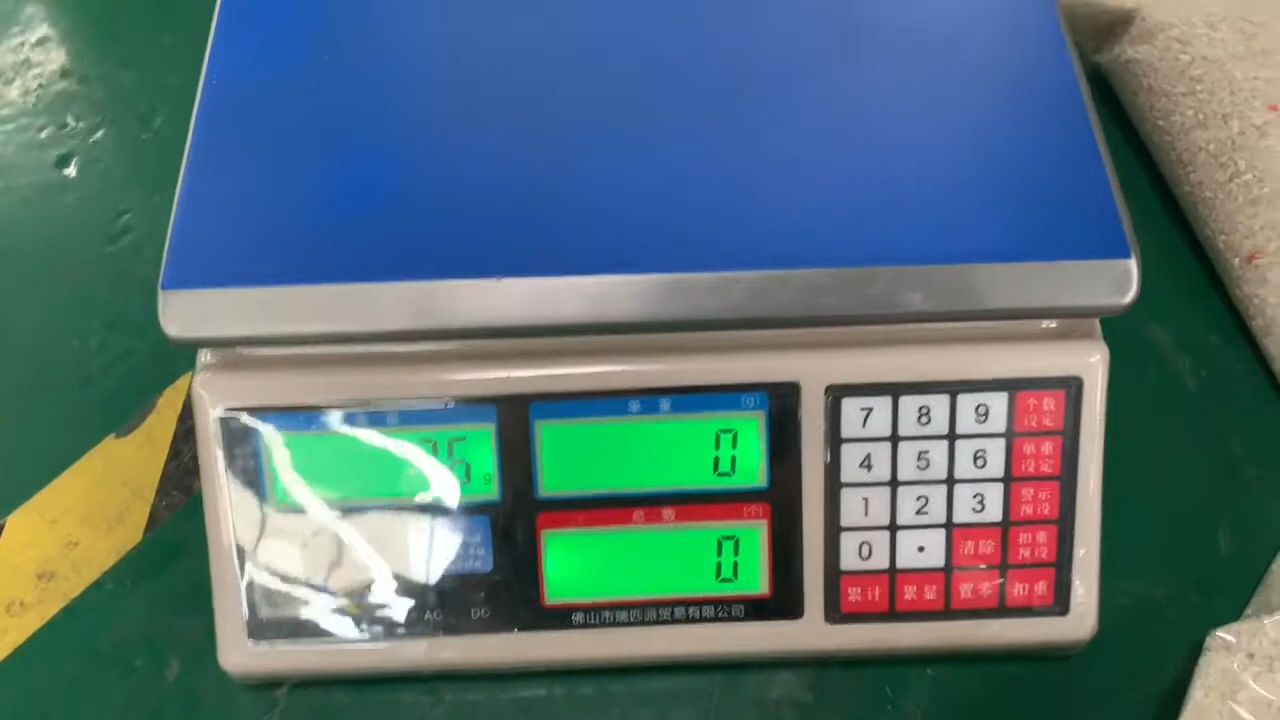 单 重 (g)
g
0
总 数 (个)
0
AC DC
佛山市瑞四派贸易有限公司
7 8 9 个数设定
4 5 6 单重设定
1 2 3 警示预设
0 • 清除 扣重预设
累计 累显 置零 扣重